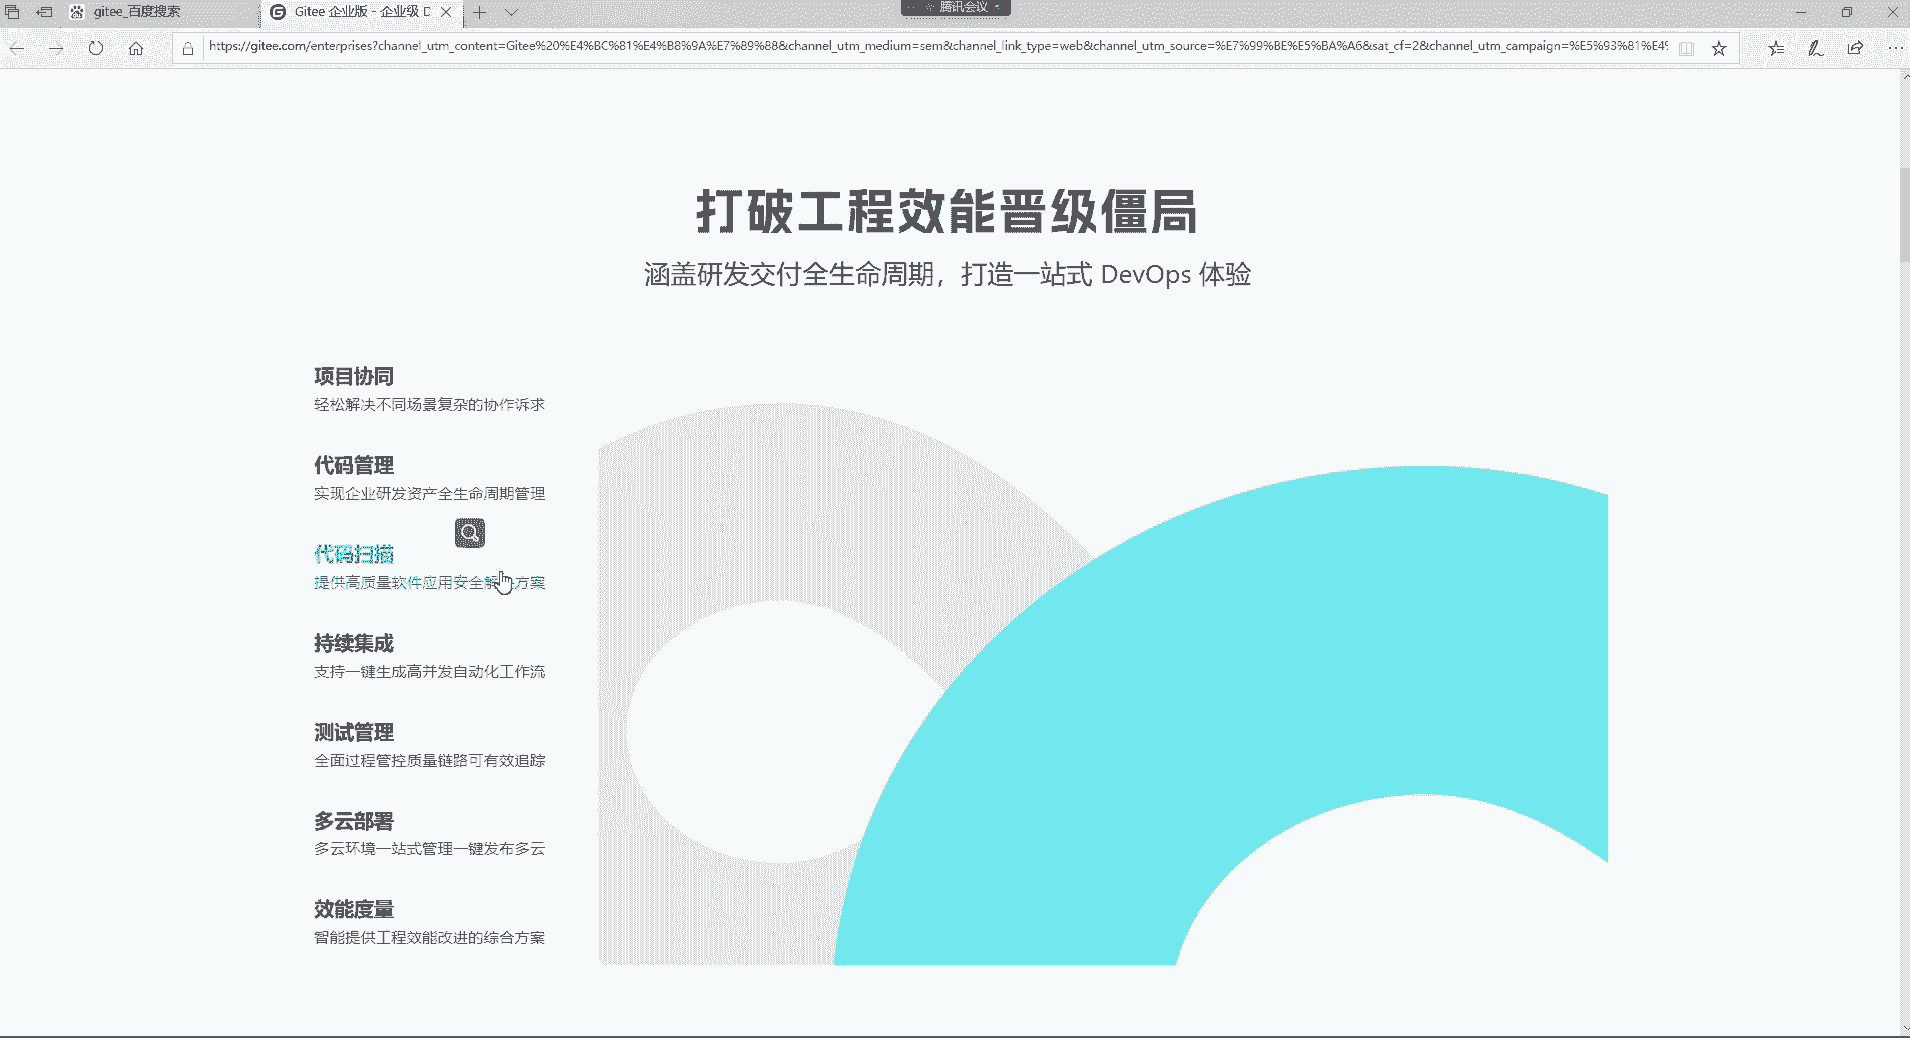 gitee_百度搜索
Gitee 企业版 - 企业级 D
腾讯会议
https://gitee.com/enterprises?channel_utm_content=Gitee%20%E4%BC%81%E4%B8%9A%E7%89%88&channel_utm_medium=sem&channel_link_type=web&channel_utm_source=%E7%99%BE%E5%BA%A6&sat_cf=2&channel_utm_campaign=%E5%93%81%E4%
打破工程效能晋级僵局
涵盖研发交付全生命周期，打造一站式 DevOps 体验
项目协同
轻松解决不同场景复杂的协作诉求
代码管理
实现企业研发资产全生命周期管理
代码扫描
提供高质量软件应用安全解决方案
持续集成
支持一键生成高并发自动化工作流
测试管理
全面过程管控质量链路可有效追踪
多云部署
多云环境一站式管理一键发布多云
效能度量
智能提供工程效能改进的综合方案